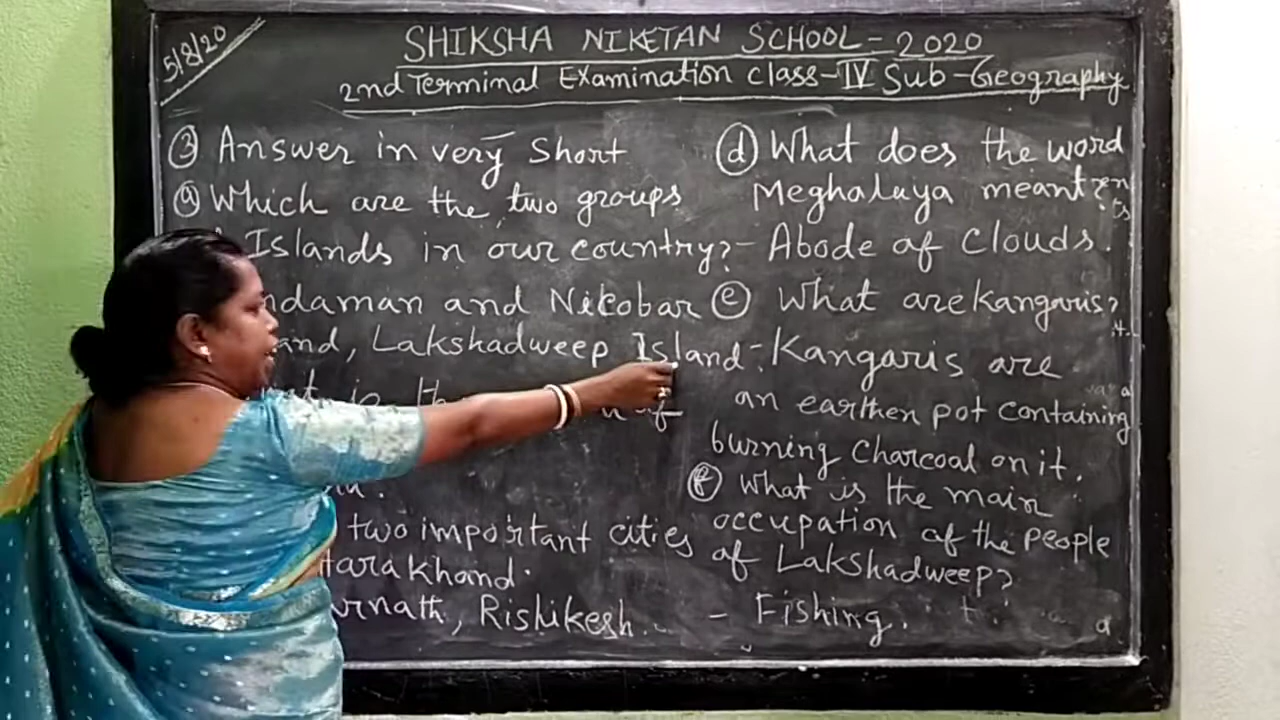 5/8/20
SHIKSHA NIKETAN SCHOOL - 2020
2nd Terminal Examination Class - IV Sub - Geography
③ Answer in very short
ⓐ Which are the two groups
Islands in our country?
ndaman and Nicobar
and, Lakshadweep Island.
two important cities
tarakhand.
rnath, Rishikesh.
ⓓ What does the word
Meghalaya meant?
- Abode of Clouds.
ⓔ What are Kangaris?
- Kangaris are
an earthen pot containing
burning charcoal on it.
ⓕ What is the main
occupation of the people
of Lakshadweep?
- Fishing.